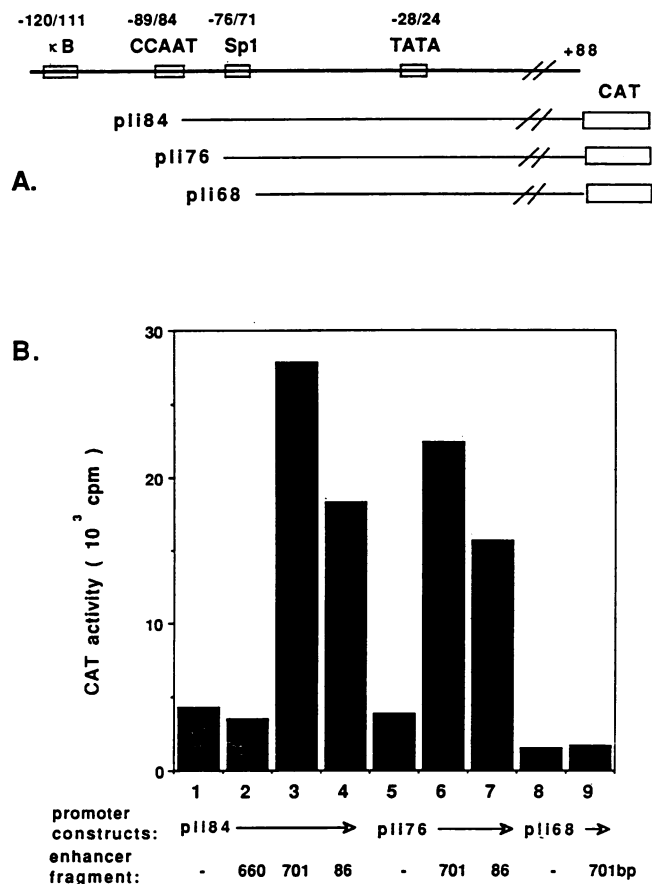 -120/111 -89/84 -76/71 -28/24
κB CCAAT Sp1 TATA +88
CAT
pIi84
pIi76
A.
pIi68
B.
30
20
10
0
CAT activity ( 10³ cpm )
1 2 3 4 5 6 7 8 9
promoter constructs: pIi84 pIi76 pIi68
enhancer fragment: - 660 701 86 - 701 86 - 701bp